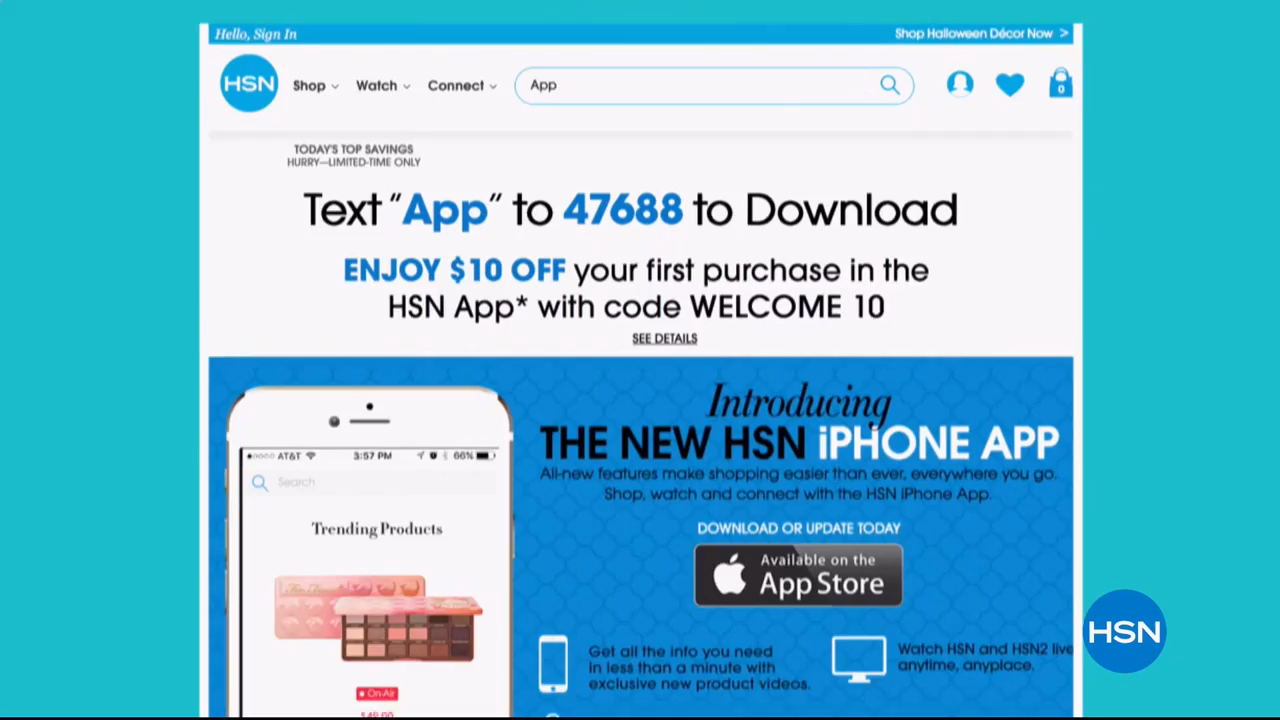 Hello, Sign In
Shop Halloween Décor Now >
HSN
Shop
Watch
Connect
App
0
TODAY'S TOP SAVINGS
HURRY—LIMITED-TIME ONLY
Text "App" to 47688 to Download
ENJOY $10 OFF your first purchase in the
HSN App* with code WELCOME 10
SEE DETAILS
Introducing
THE NEW HSN iPHONE APP
All-new features make shopping easier than ever, everywhere you go.
Shop, watch and connect with the HSN iPhone App.
DOWNLOAD OR UPDATE TODAY
Available on the
App Store
AT&T
3:57 PM
66%
Search
Trending Products
On-Air
$49.00
Get all the info you need
in less than a minute with
exclusive new product videos.
Watch HSN and HSN2 live
anytime, anyplace.
HSN